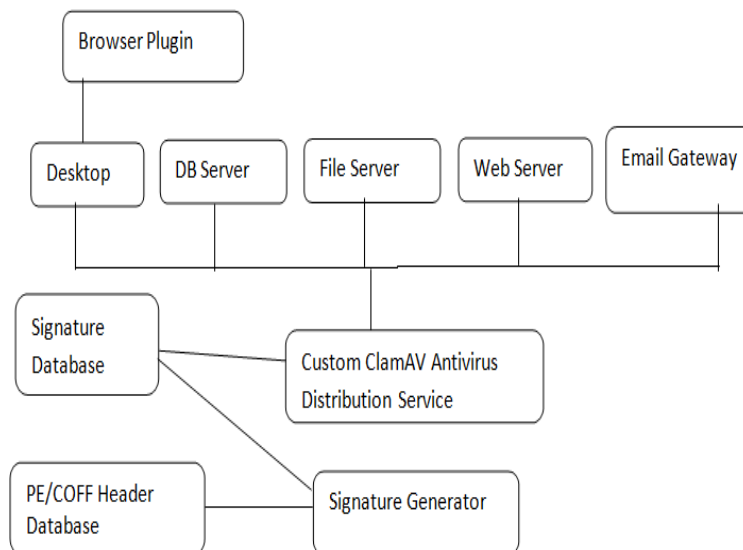 Browser Plugin
Desktop
DB Server
File Server
Web Server
Email Gateway
Signature
Database
Custom ClamAV Antivirus
Distribution Service
PE/COFF Header
Database
Signature Generator